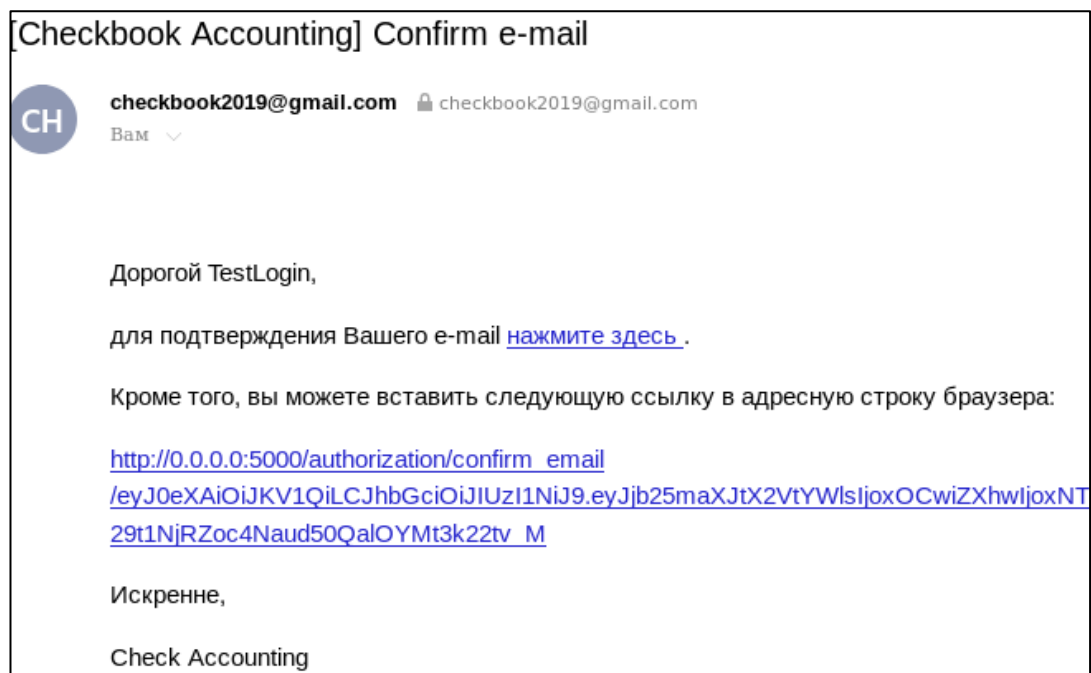 [Checkbook Accounting] Confirm e-mail
CH
checkbook2019@gmail.com checkbook2019@gmail.com
Вам
Дорогой TestLogin,
для подтверждения Вашего e-mail нажмите здесь .
Кроме того, вы можете вставить следующую ссылку в адресную строку браузера:
http://0.0.0.0:5000/authorization/confirm_email
/eyJ0eXAiOiJKV1QiLCJhbGciOiJIUzI1NiJ9.eyJjb25maXJtX2VtYWlsIjoxOCwiZXhwIjoxNT
29t1NjRZoc4Naud50QalOYMt3k22tv_M
Искренне,
Check Accounting